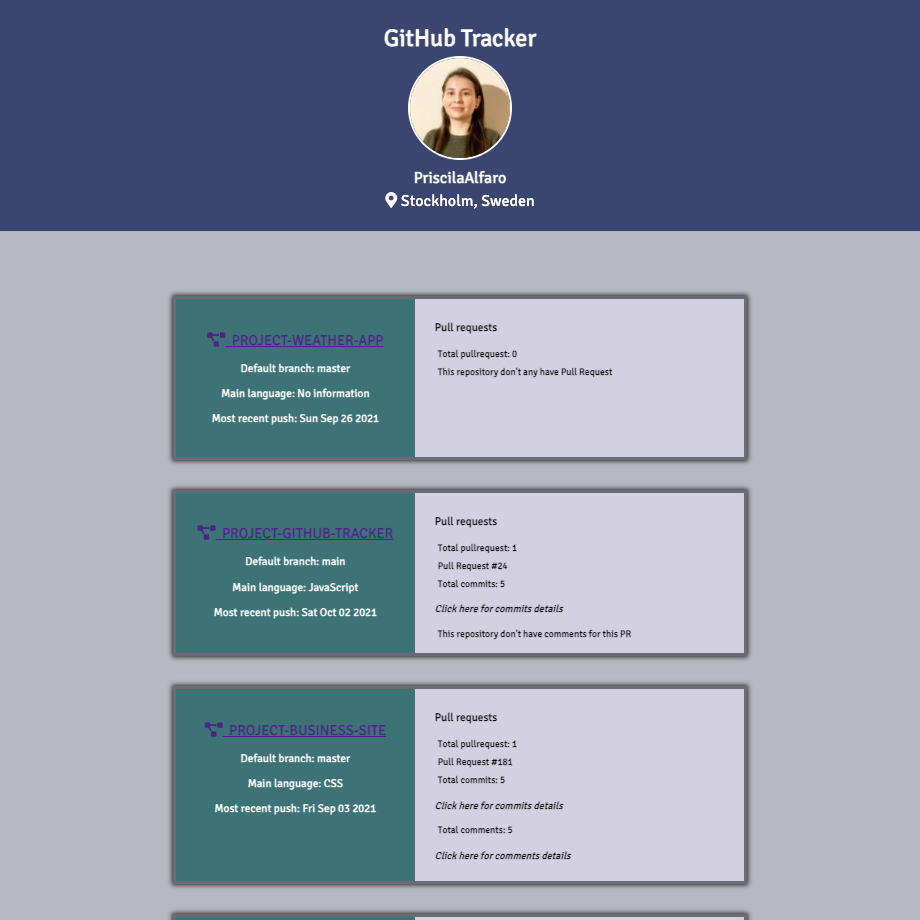 GitHub Tracker
PriscilaAlfaro
Stockholm, Sweden
PROJECT-WEATHER-APP
Default branch: master
Main language: No information
Most recent push: Sun Sep 26 2021
Pull requests
Total pullrequest: 0
This repository don't any have Pull Request
PROJECT-GITHUB-TRACKER
Default branch: main
Main language: JavaScript
Most recent push: Sat Oct 02 2021
Pull requests
Total pullrequest: 1
Pull Request #24
Total commits: 5
Click here for commits details
This repository don't have comments for this PR
PROJECT-BUSINESS-SITE
Default branch: master
Main language: CSS
Most recent push: Fri Sep 03 2021
Pull requests
Total pullrequest: 1
Pull Request #181
Total commits: 5
Click here for commits details
Total comments: 5
Click here for comments details